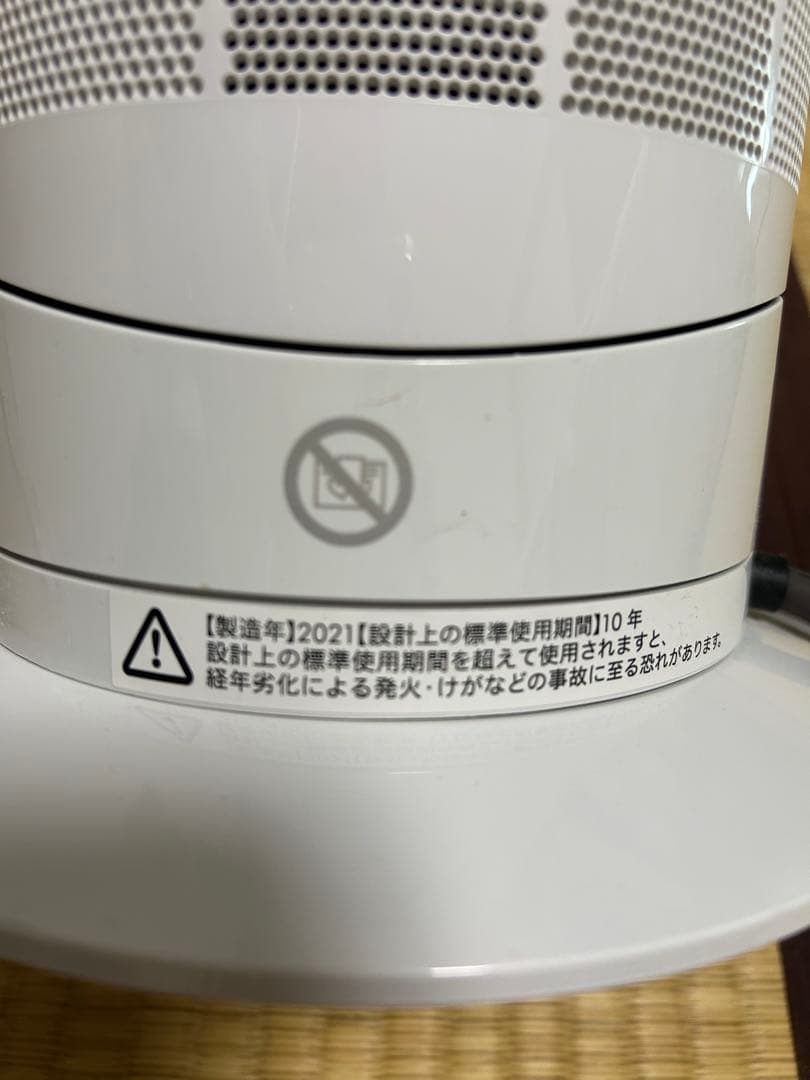 【製造年】2021【設計上の標準使用期間】10年
設計上の標準使用期間を超えて使用されますと、
経年劣化による発火・けがなどの事故に至る恐れがあります。